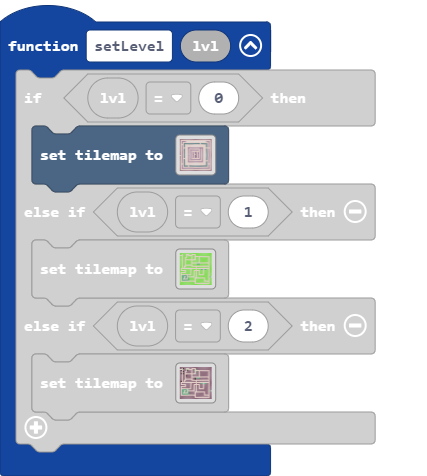 function setLevel lvl
if lvl = 0 then
set tilemap to
else if lvl = 1 then
set tilemap to
else if lvl = 2 then
set tilemap to